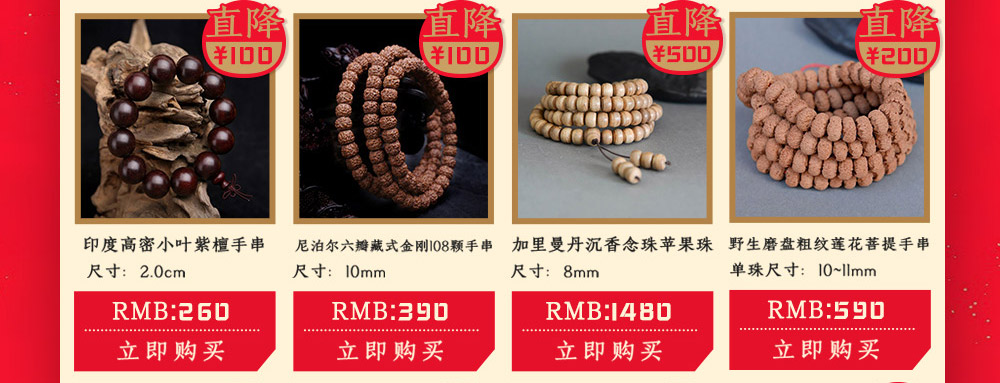 直降
¥100
直降
¥100
直降
¥500
直降
¥200
印度高密小叶紫檀手串
尺寸：2.0cm
RMB:260
立即购买
尼泊尔六瓣藏式金刚108颗手串
尺寸：10mm
RMB:390
立即购买
加里曼丹沉香念珠苹果珠
尺寸：8mm
RMB:1480
立即购买
野生磨盘粗纹莲花菩提手串
单珠尺寸：10~11mm
RMB:590
立即购买